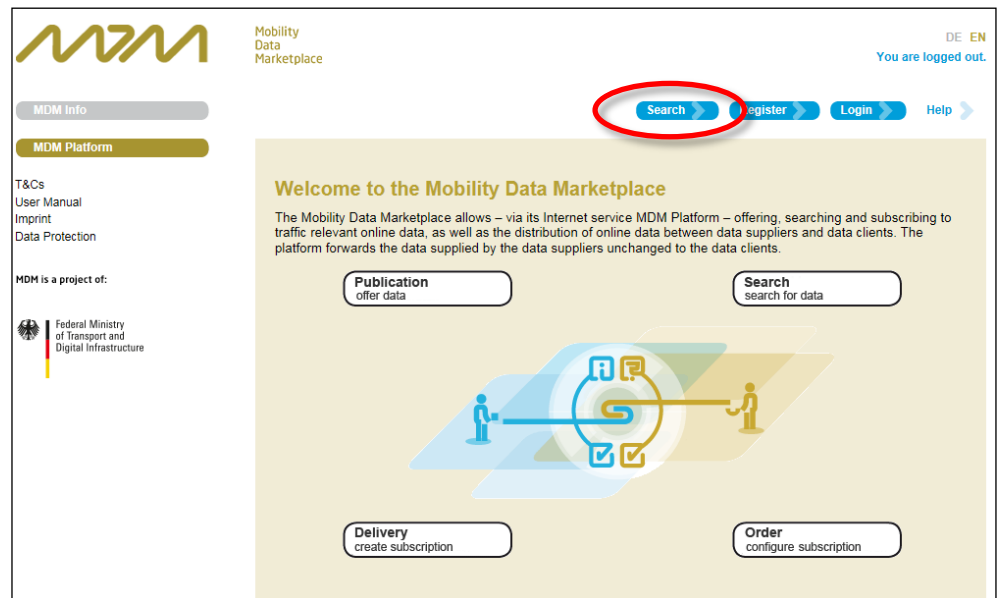 MDM
Mobility
Data
Marketplace
DE EN
You are logged out.
MDM Info
Search
Register
Login
Help
MDM Platform
T&Cs
User Manual
Imprint
Data Protection
MDM is a project of:
Federal Ministry
of Transport and
Digital Infrastructure
Welcome to the Mobility Data Marketplace
The Mobility Data Marketplace allows – via its Internet service MDM Platform – offering, searching and subscribing to
traffic relevant online data, as well as the distribution of online data between data suppliers and data clients. The
platform forwards the data supplied by the data suppliers unchanged to the data clients.
Publication
offer data
Search
search for data
Delivery
create subscription
Order
configure subscription